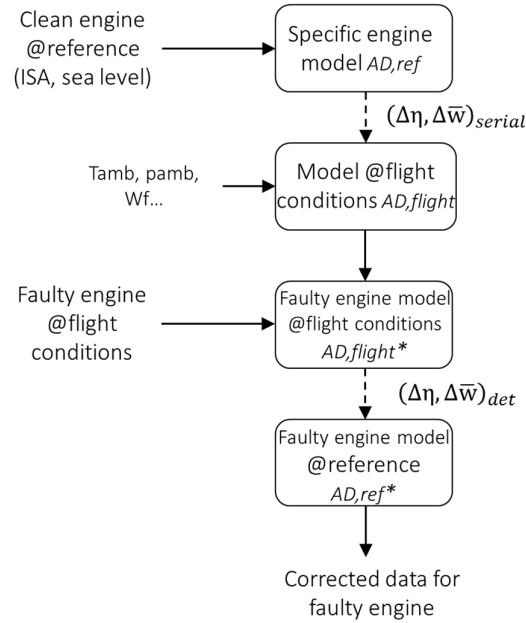 Clean engine
@reference
(ISA, sea level)
Specific engine
model AD,ref
(Δη, Δw̅)serial
Tamb, pamb,
Wf...
Model @flight
conditions AD,flight
Faulty engine
@flight
conditions
Faulty engine model
@flight conditions
AD,flight*
(Δη, Δw̅)det
Faulty engine model
@reference
AD,ref*
Corrected data for
faulty engine